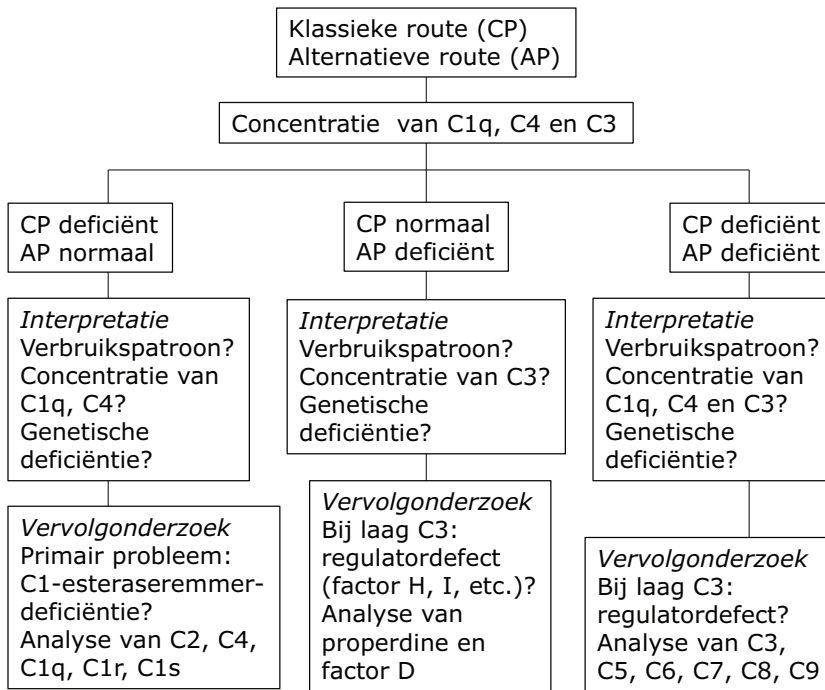 Klassieke route (CP)
Alternatieve route (AP)
Concentratie van C1q, C4 en C3
CP deficiënt
AP normaal
CP normaal
AP deficiënt
CP deficiënt
AP deficiënt
Interpretatie
Verbruikspatroon?
Concentratie van
C1q, C4?
Genetische
deficiëntie?
Interpretatie
Verbruikspatroon?
Concentratie van C3?
Genetische
deficiëntie?
Interpretatie
Verbruikspatroon?
Concentratie van
C1q, C4 en C3?
Genetische
deficiëntie?
Vervolgonderzoek
Primair probleem:
C1-esteraseremmer-
deficiëntie?
Analyse van C2, C4,
C1q, C1r, C1s
Vervolgonderzoek
Bij laag C3:
regulatordefect
(factor H, I, etc.)?
Analyse van
properdine en
factor D
Vervolgonderzoek
Bij laag C3:
regulatordefect?
Analyse van C3,
C5, C6, C7, C8, C9